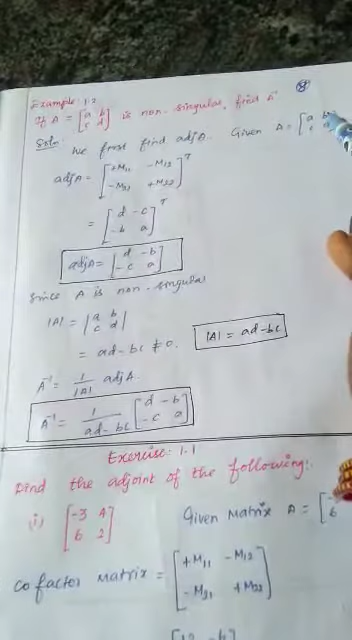 Example: 1.2 (8)
If A = [a b; c d] is non-singular, find A⁻¹
Soln: We first find adjA. Given A = [a b
adjA = [+M₁₁ -M₁₂; -M₂₁ +M₂₂]ᵀ
= [d -c; -b a]ᵀ
adjA = [d -b; -c a]
Since A is non-singular
|A| = |a b; c d|
= ad-bc ≠ 0. |A| = ad-bc
A⁻¹ = 1/|A| adjA.
A⁻¹ = 1/(ad-bc) [d -b; -c a]
Exercise: 1.1
Find the adjoint of the following:
(i) [-3 4; 6 2] Given Matrix A = [-3; 6
cofactor matrix = [+M₁₁ -M₁₂; -M₂₁ +M₂₂]